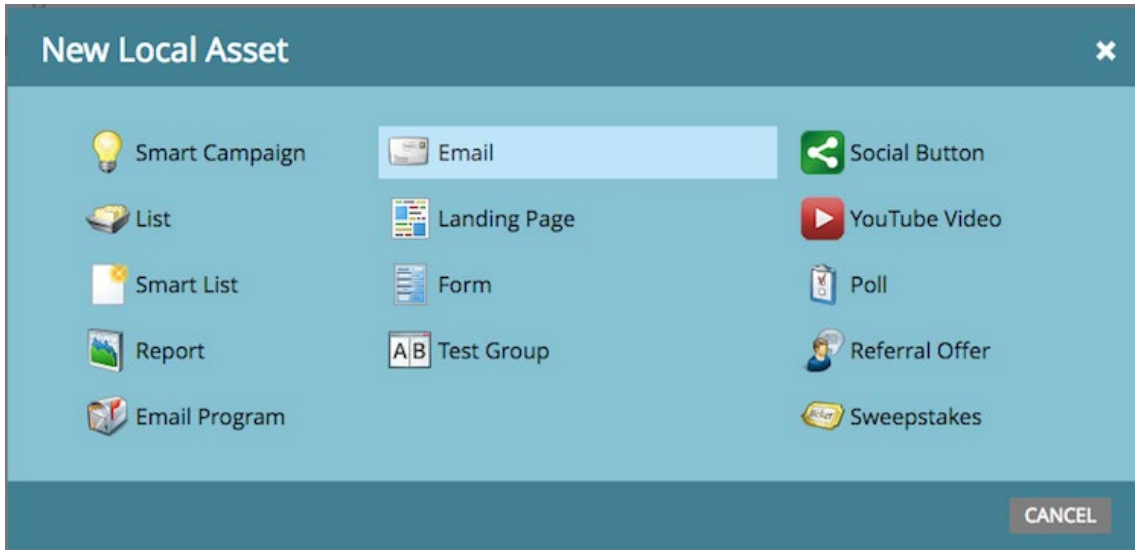 New Local Asset
Smart Campaign
Email
Social Button
List
Landing Page
YouTube Video
Smart List
Form
Poll
Report
A B Test Group
Referral Offer
Email Program
Sweepstakes
CANCEL